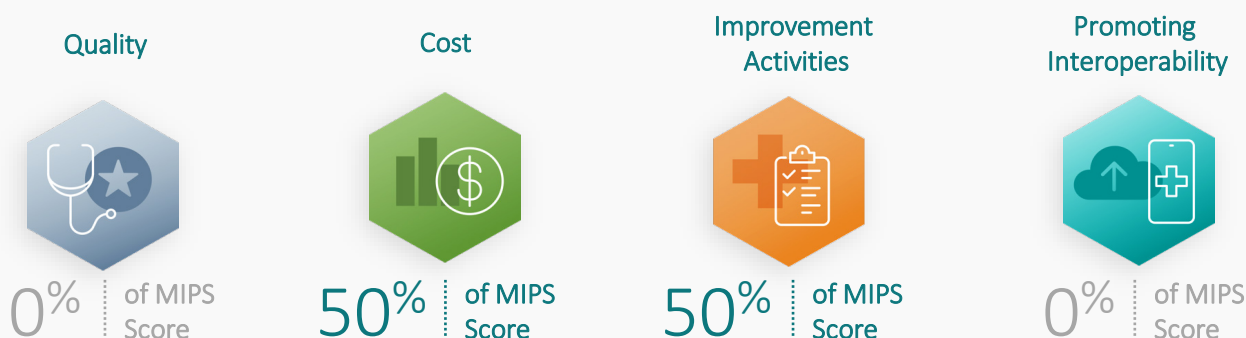 Quality
Cost
Improvement
Activities
Promoting
Interoperability
0% of MIPS
Score
50% of MIPS
Score
50% of MIPS
Score
0% of MIPS
Score